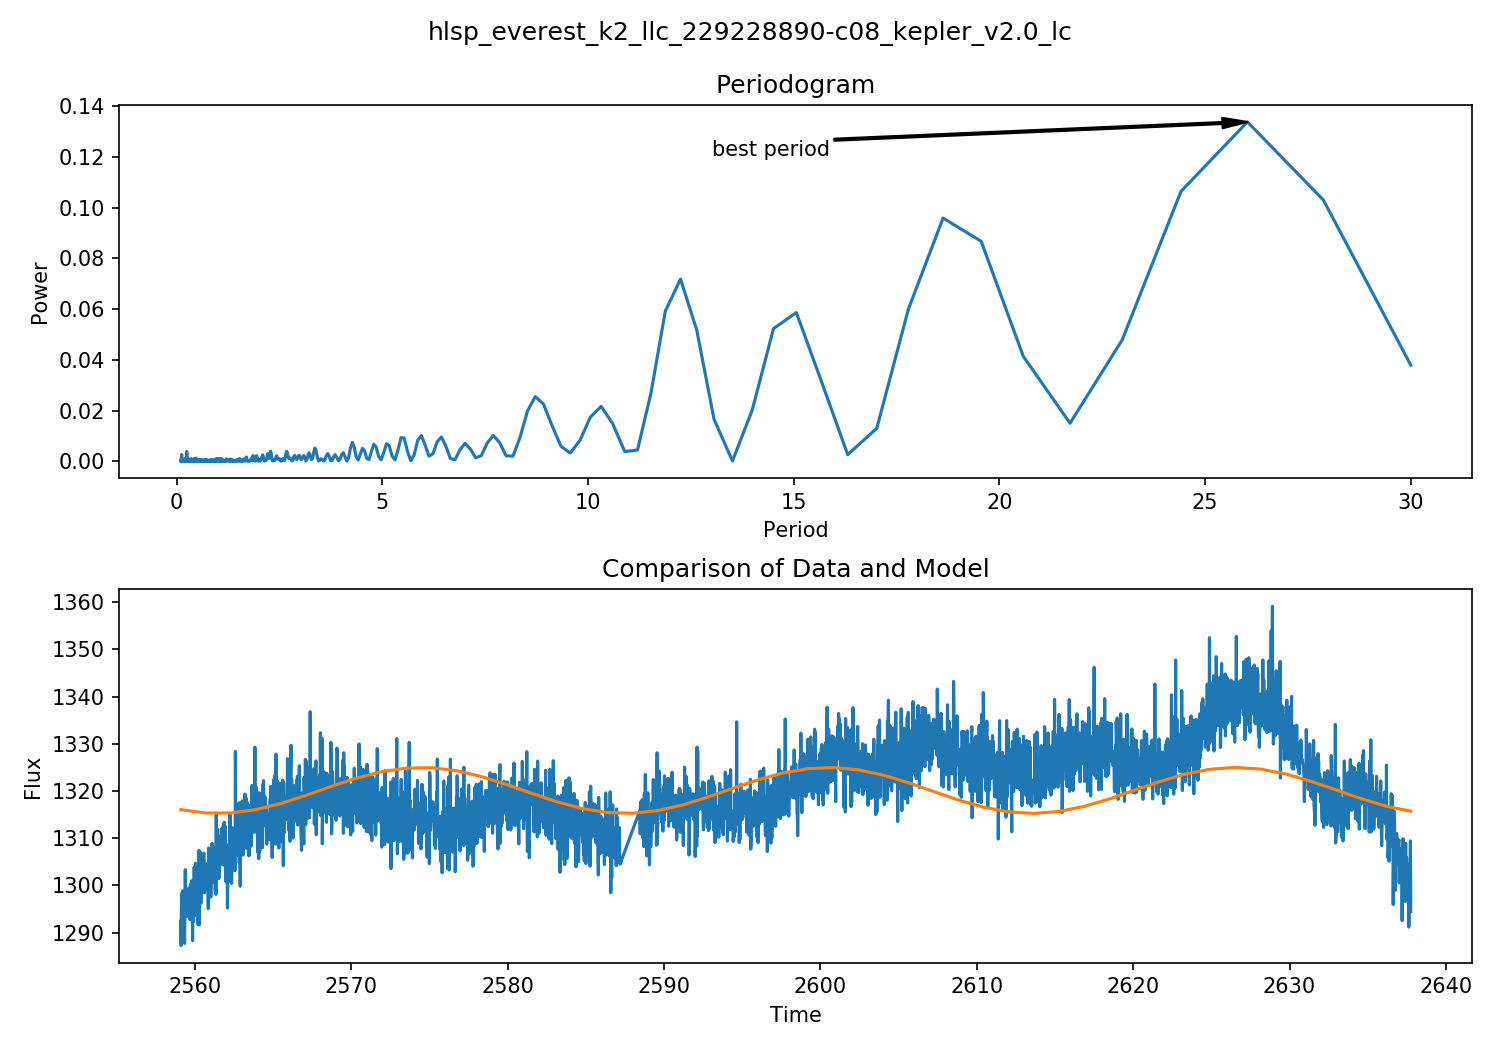 hlsp_everest_k2_llc_229228890-c08_kepler_v2.0_lc
Periodogram
0.14
0.12
0.10
0.08
0.06
0.04
0.02
0.00
Power
best period
0 5 10 15 20 25 30
Period
Comparison of Data and Model
1360
1350
1340
1330
1320
1310
1300
1290
Flux
2560 2570 2580 2590 2600 2610 2620 2630 2640
Time